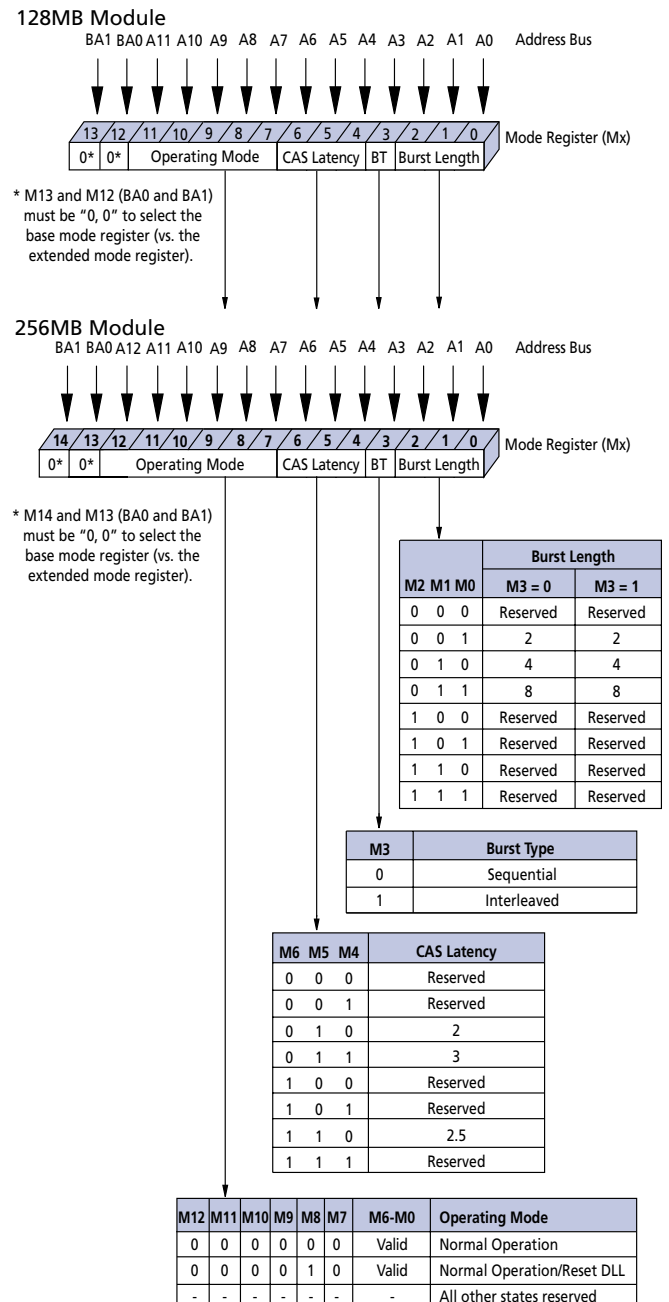 128MB Module
BA1 BA0 A11 A10 A9 A8 A7 A6 A5 A4 A3 A2 A1 A0 Address Bus
13 12 11 10 9 8 7 6 5 4 3 2 1 0 Mode Register (Mx)
0* 0* Operating Mode CAS Latency BT Burst Length
* M13 and M12 (BA0 and BA1)
must be “0, 0” to select the
base mode register (vs. the
extended mode register).
256MB Module
BA1 BA0 A12 A11 A10 A9 A8 A7 A6 A5 A4 A3 A2 A1 A0 Address Bus
14 13 12 11 10 9 8 7 6 5 4 3 2 1 0 Mode Register (Mx)
0* 0* Operating Mode CAS Latency BT Burst Length
* M14 and M13 (BA0 and BA1)
must be “0, 0” to select the
base mode register (vs. the
extended mode register).
Burst Length
M2 M1 M0 M3 = 0 M3 = 1
0 0 0 Reserved Reserved
0 0 1 2 2
0 1 0 4 4
0 1 1 8 8
1 0 0 Reserved Reserved
1 0 1 Reserved Reserved
1 1 0 Reserved Reserved
1 1 1 Reserved Reserved
M3 Burst Type
0 Sequential
1 Interleaved
M6 M5 M4 CAS Latency
0 0 0 Reserved
0 0 1 Reserved
0 1 0 2
0 1 1 3
1 0 0 Reserved
1 0 1 Reserved
1 1 0 2.5
1 1 1 Reserved
M12 M11 M10 M9 M8 M7 M6-M0 Operating Mode
0 0 0 0 0 0 Valid Normal Operation
0 0 0 0 1 0 Valid Normal Operation/Reset DLL
- - - - - - - All other states reserved